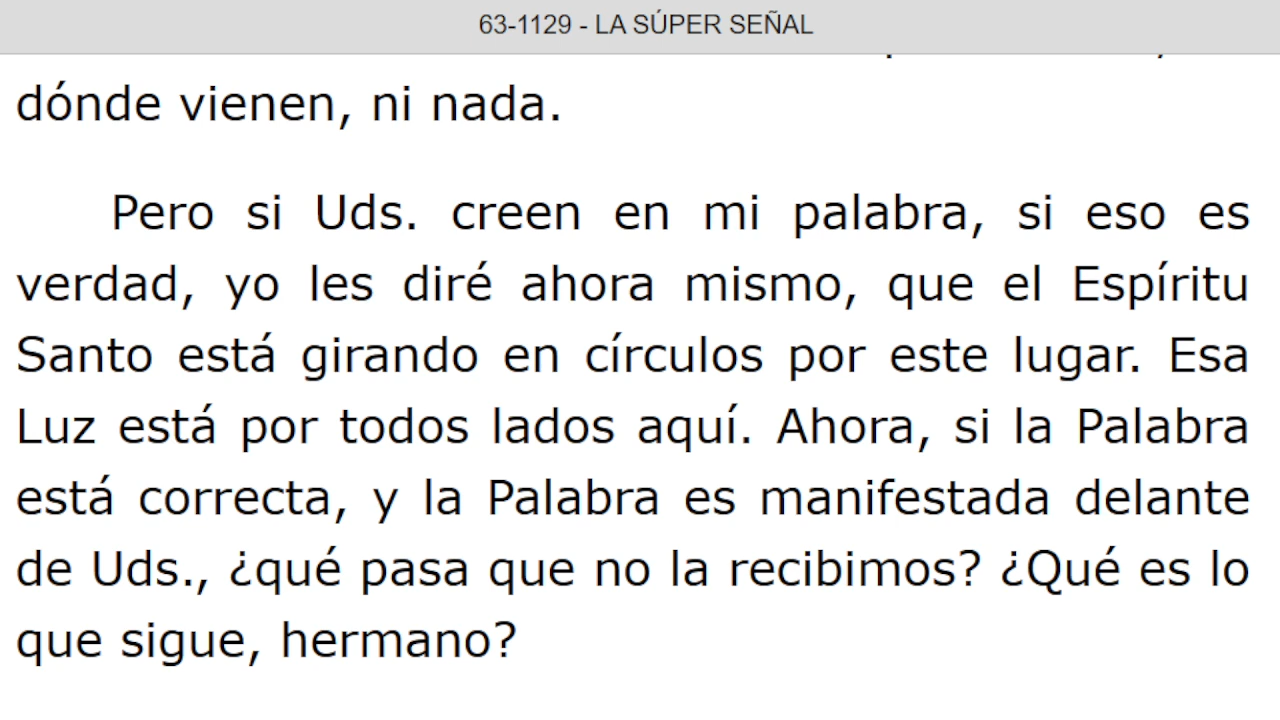 63-1129 - LA SÚPER SEÑAL
dónde vienen, ni nada.
Pero si Uds. creen en mi palabra, si eso es
verdad, yo les diré ahora mismo, que el Espíritu
Santo está girando en círculos por este lugar. Esa
Luz está por todos lados aquí. Ahora, si la Palabra
está correcta, y la Palabra es manifestada delante
de Uds., ¿qué pasa que no la recibimos? ¿Qué es lo
que sigue, hermano?